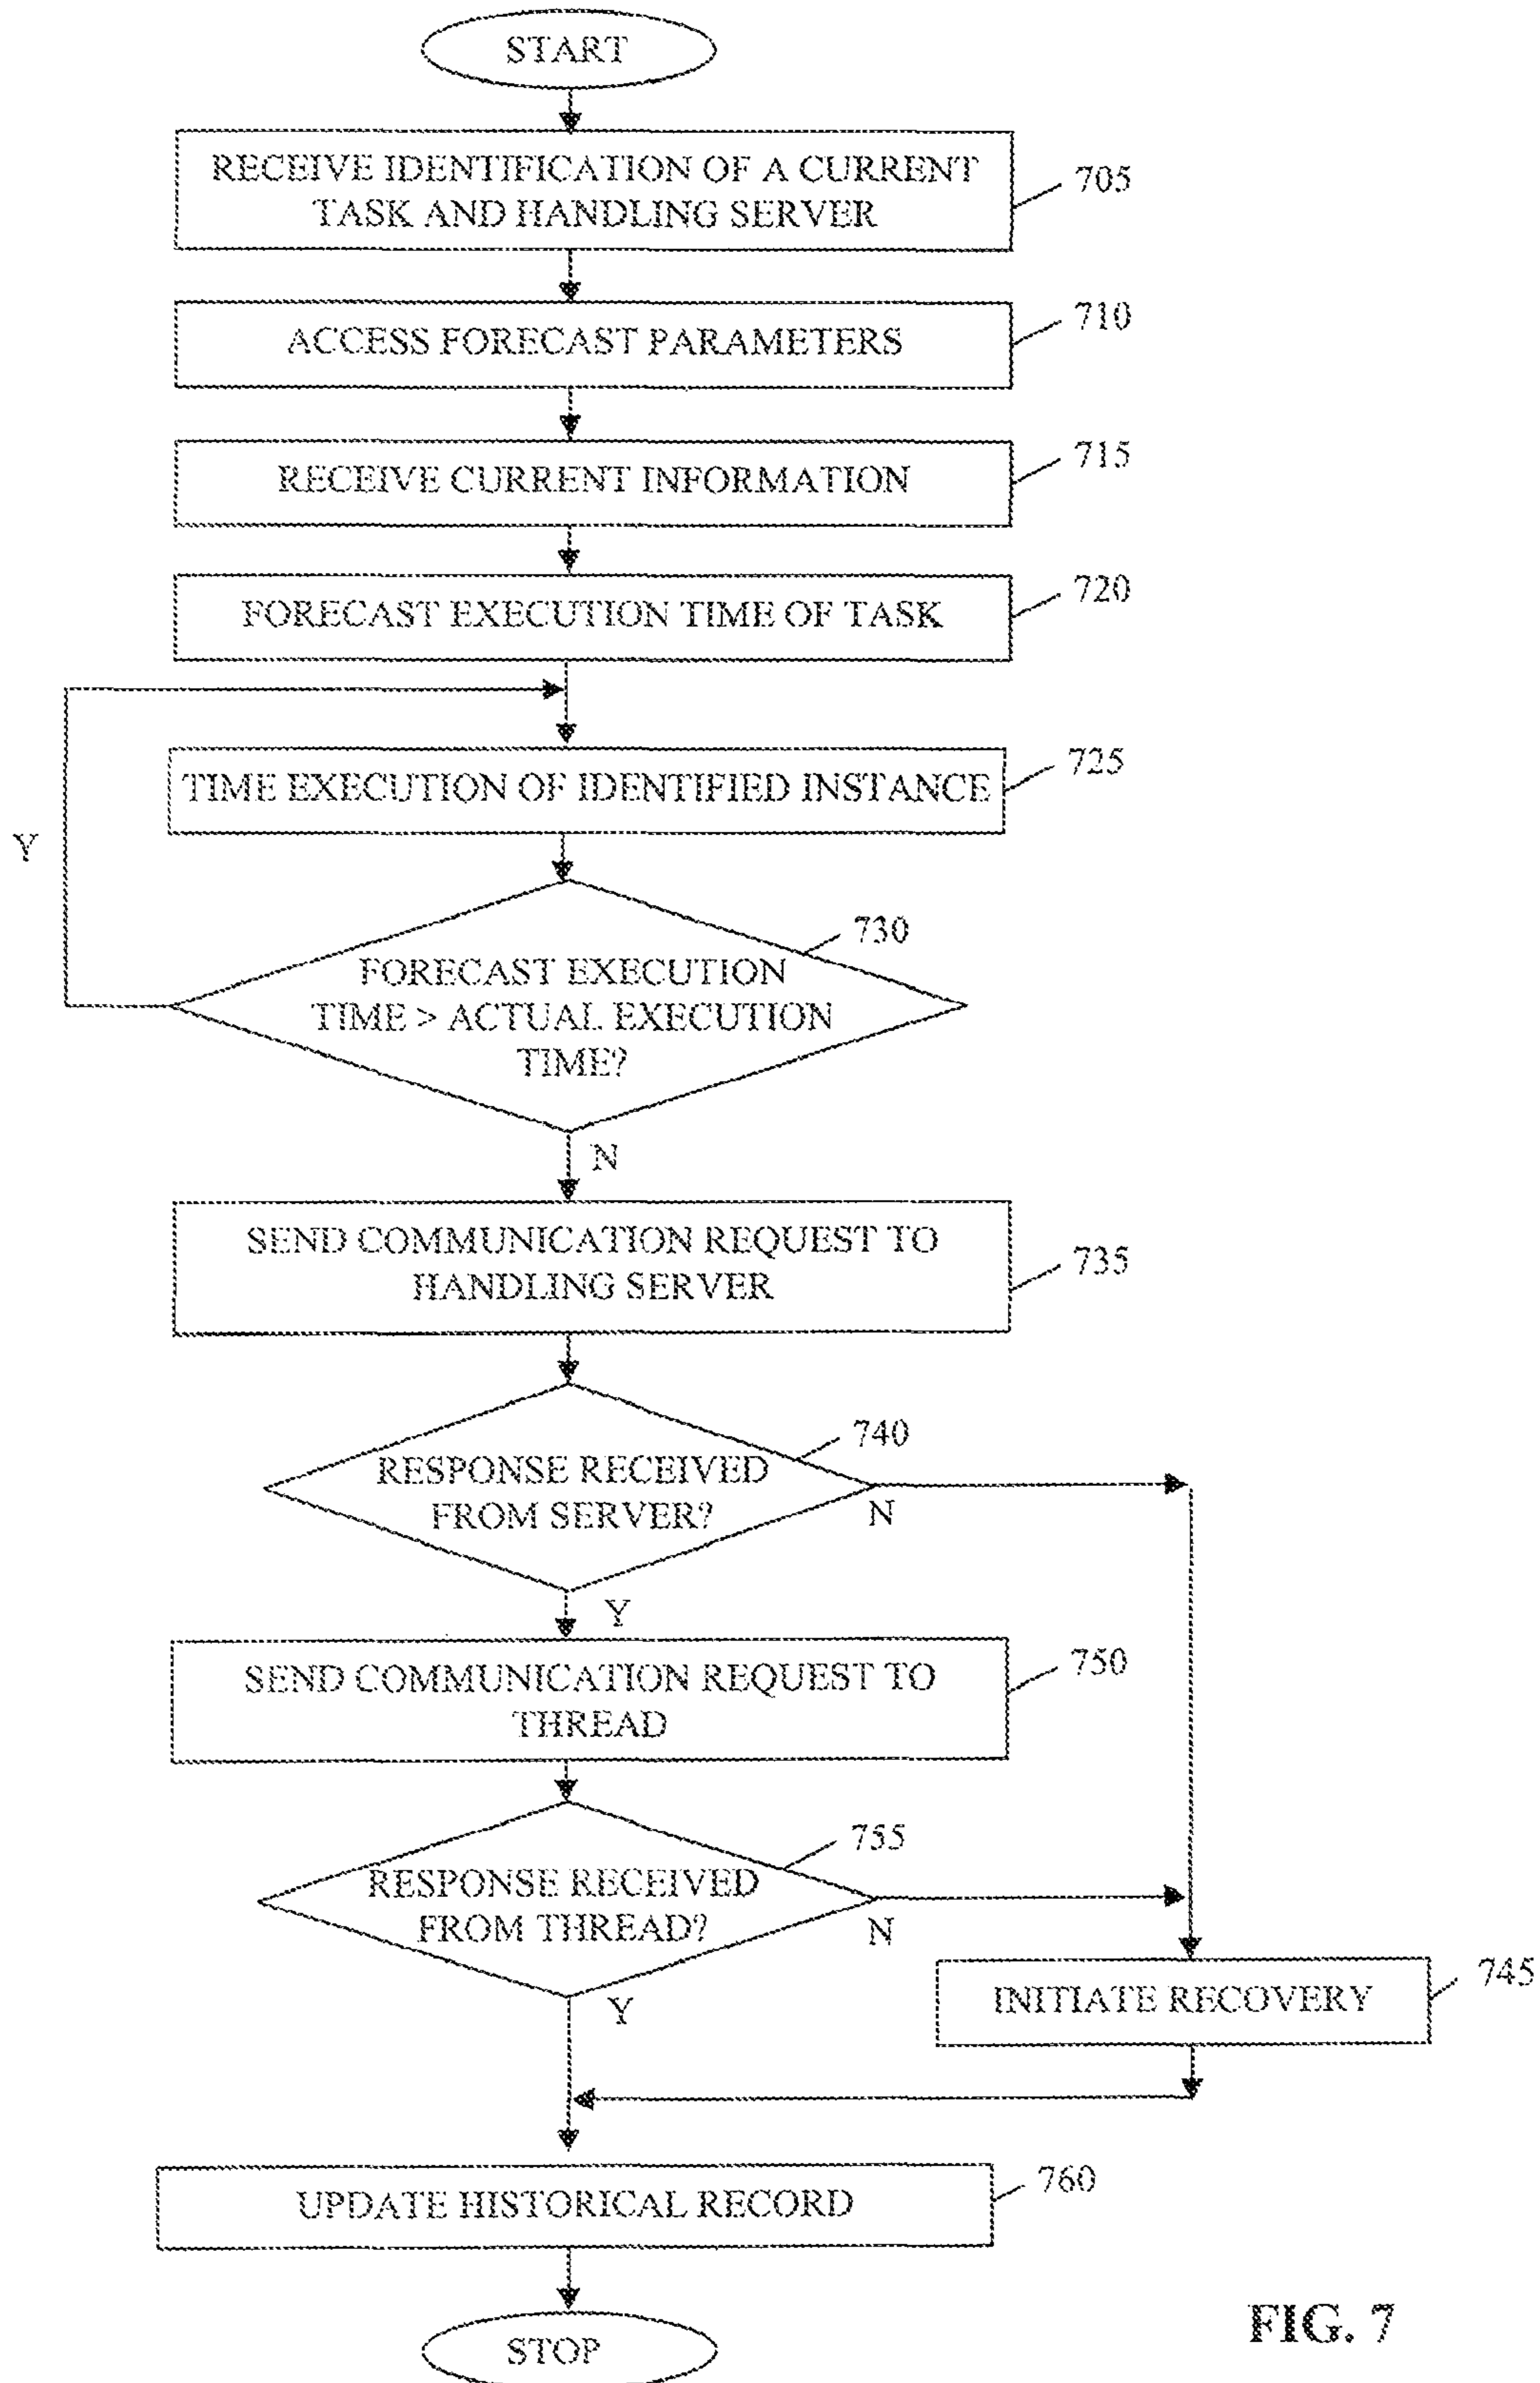 START
RECEIVE IDENTIFICATION OF A CURRENT
TASK AND HANDLING SERVER
705
ACCESS FORECAST PARAMETERS
710
RECEIVE CURRENT INFORMATION
715
FORECAST EXECUTION TIME OF TASK
720
TIME EXECUTION OF IDENTIFIED INSTANCE
725
Y
730
FORECAST EXECUTION
TIME > ACTUAL EXECUTION
TIME?
N
SEND COMMUNICATION REQUEST TO
HANDLING SERVER
735
740
RESPONSE RECEIVED
FROM SERVER?
N
Y
SEND COMMUNICATION REQUEST TO
THREAD
750
755
RESPONSE RECEIVED
FROM THREAD?
N
Y
INITIATE RECOVERY
745
UPDATE HISTORICAL RECORD
760
STOP
FIG. 7